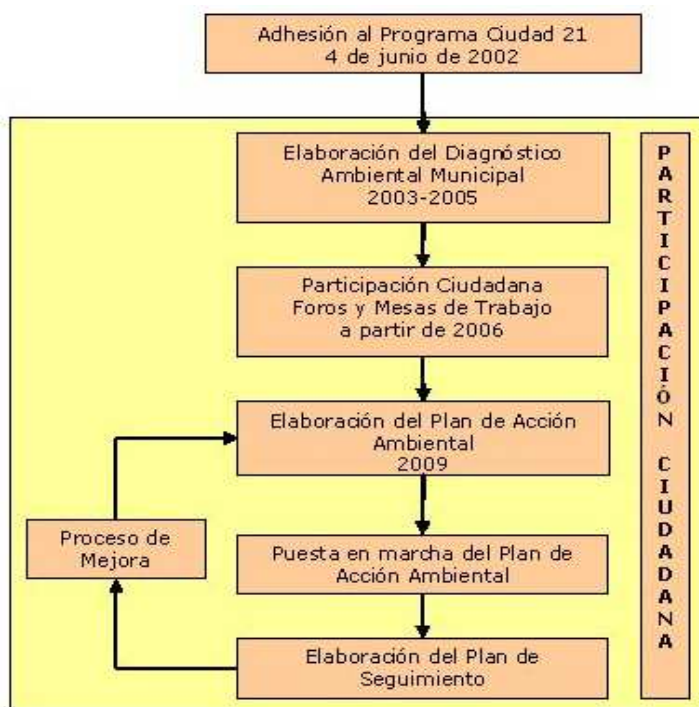 Adhesión al Programa Ciudad 21
4 de junio de 2002
Elaboración del Diagnóstico
Ambiental Municipal
2003-2005
Participación Ciudadana
Foros y Mesas de Trabajo
a partir de 2006
Elaboración del Plan de Acción
Ambiental
2009
Proceso de
Mejora
Puesta en marcha del Plan de
Acción Ambiental
Elaboración del Plan de
Seguimiento
PARTICIPACIÓN CIUDADANA